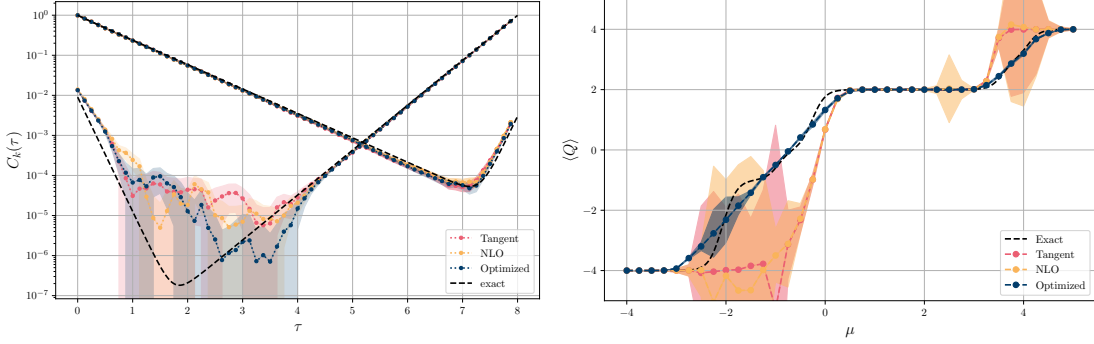 10⁰
10⁻¹
10⁻²
10⁻³
10⁻⁴
10⁻⁵
10⁻⁶
10⁻⁷
C_k(τ)
0 1 2 3 4 5 6 7 8
τ
Tangent
NLO
Optimized
exact
4
2
0
−2
−4
⟨Q⟩
−4 −2 0 2 4
μ
Exact
Tangent
NLO
Optimized